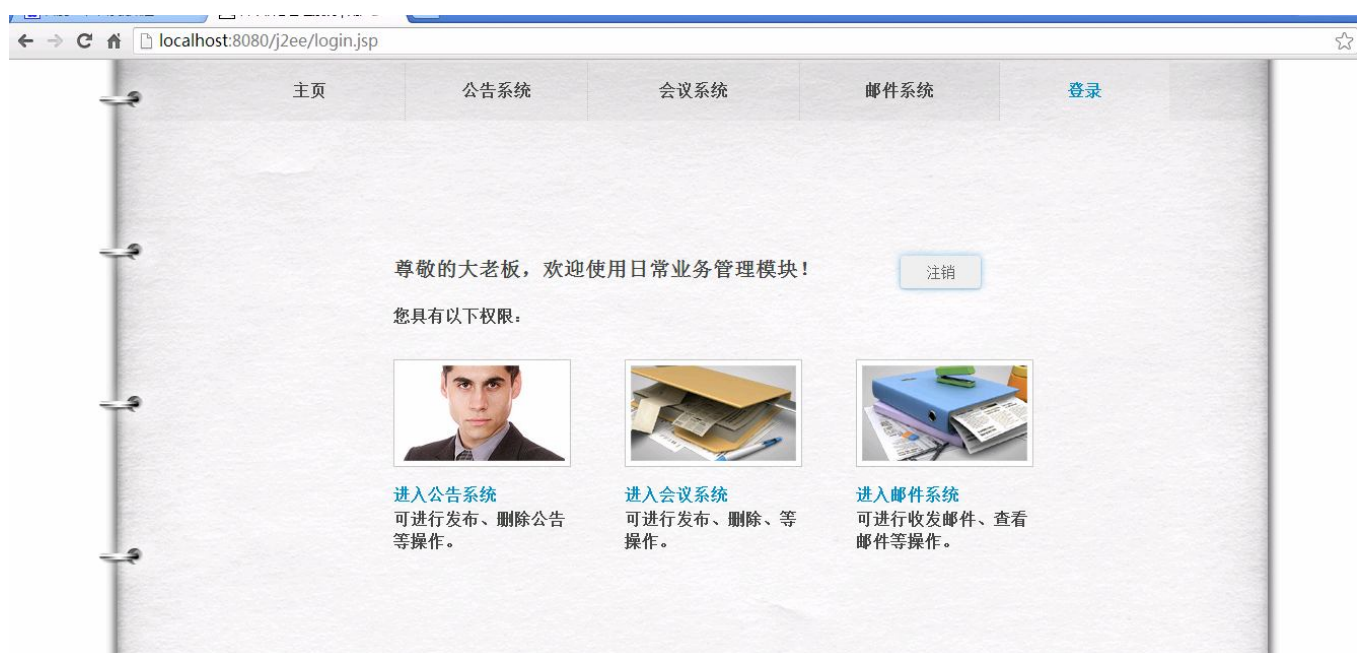 localhost:8080/j2ee/login.jsp
主页 公告系统 会议系统 邮件系统 登录
尊敬的大老板，欢迎使用日常业务管理模块！ 注销
您具有以下权限：
进入公告系统
可进行发布、删除公告
等操作。
进入会议系统
可进行发布、删除、等
操作。
进入邮件系统
可进行收发邮件、查看
邮件等操作。